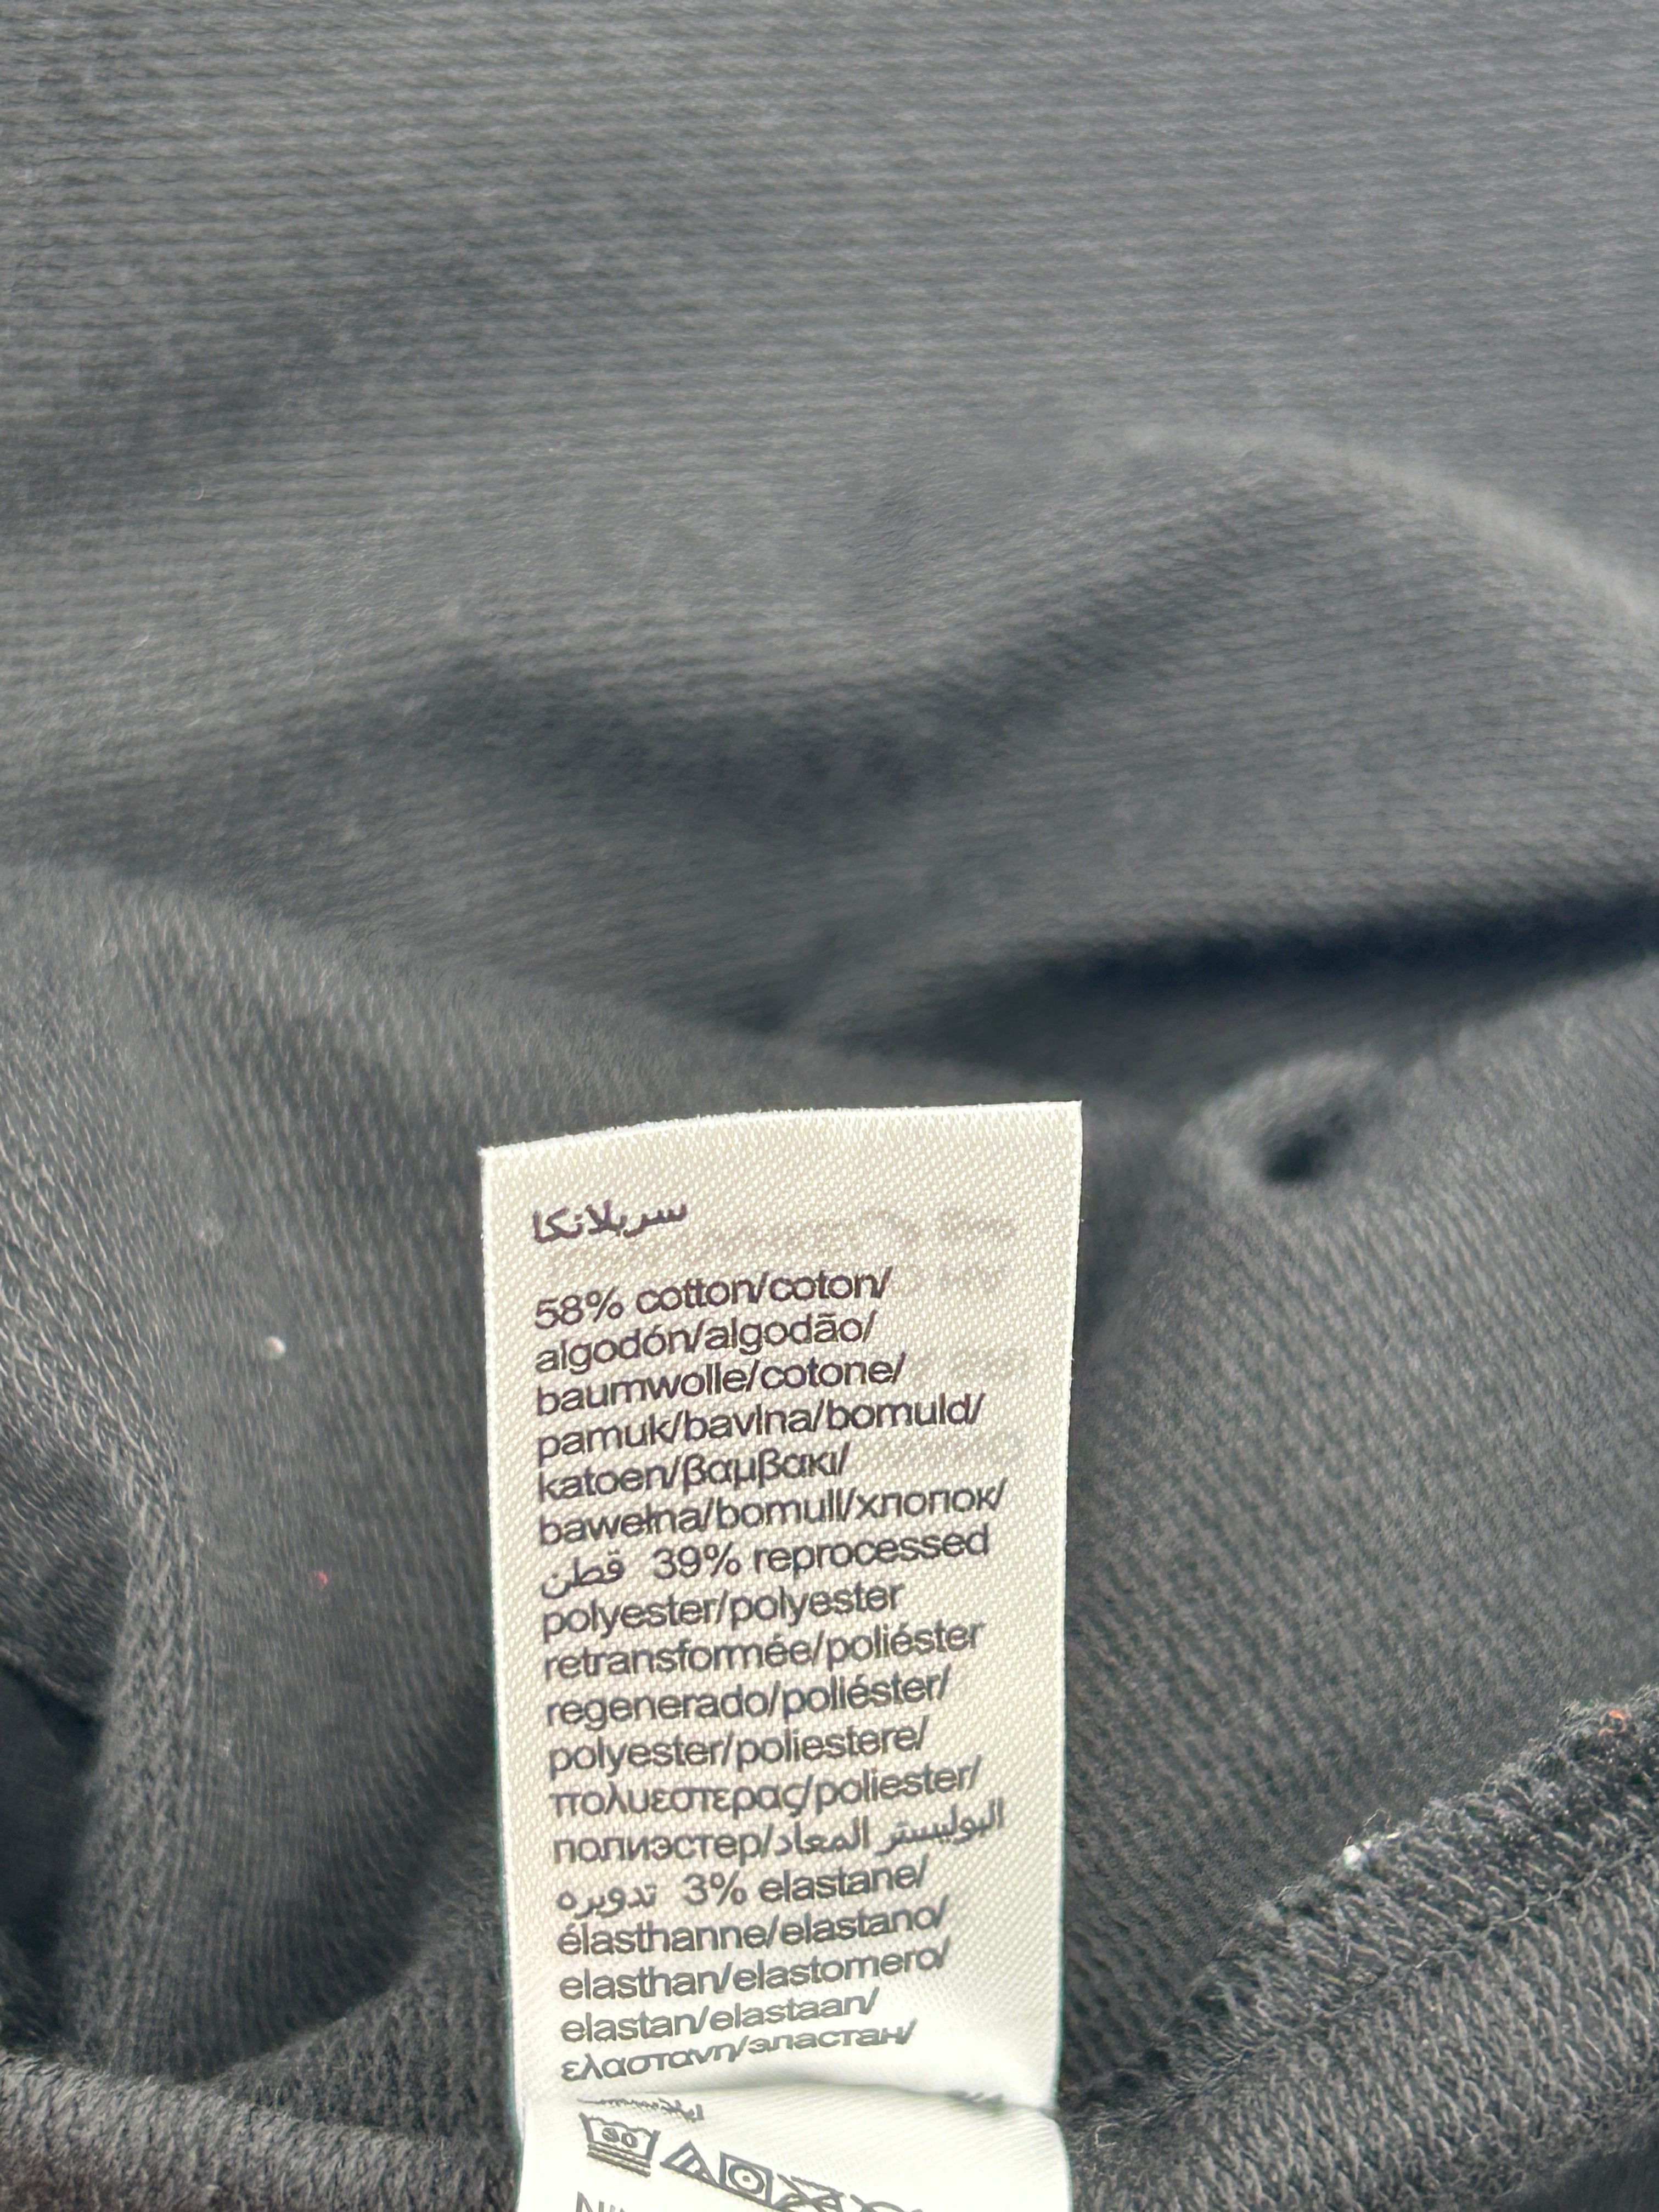 سريلانكا
58% cotton/coton/
algodón/algodão/
baumwolle/cotone/
pamuk/bavlna/bomuld/
katoen/βαμβακι/
bawełna/bomull/хлопок/
قطن 39% reprocessed
polyester/polyester
retransformée/poliéster
regenerado/poliéster/
polyester/poliestere/
πολυεστερας/poliester/
полиэстер/البوليستر المعاد
تدويره 3% elastane/
élasthanne/elastano/
elasthan/elastomero/
elastan/elastaan/
ελαστανη/эластан/
30